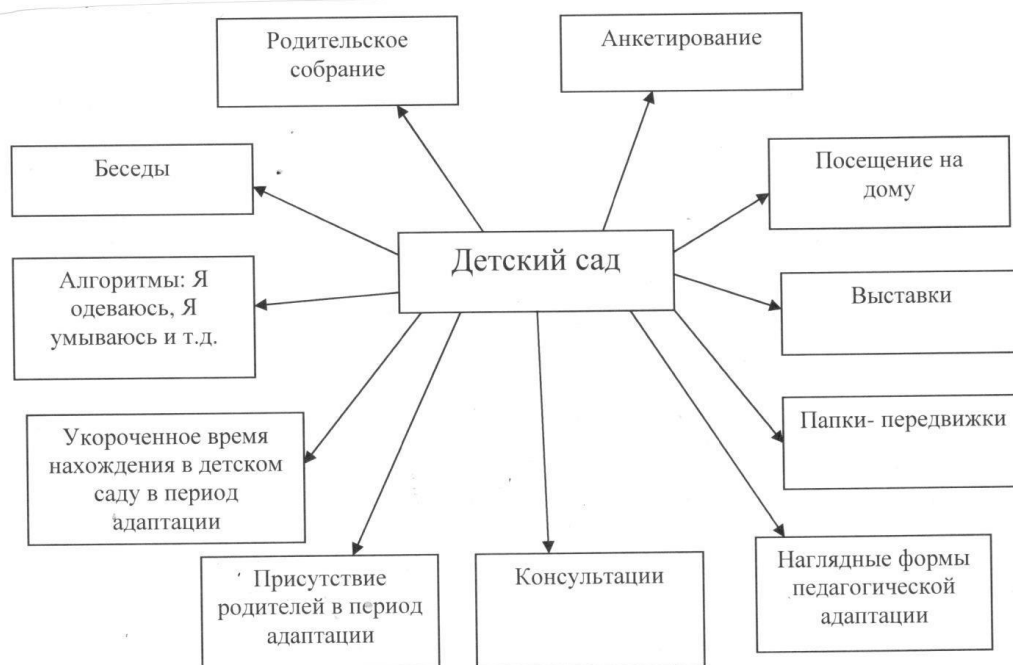 Родительское
собрание
Анкетирование
Беседы
Посещение на
дому
Детский сад
Алгоритмы: Я
одеваюсь, Я
умываюсь и т.д.
Выставки
Укороченное время
нахождения в детском
саду в период
адаптации
Папки- передвижки
Присутствие
родителей в период
адаптации
Консультации
Наглядные формы
педагогической
адаптации